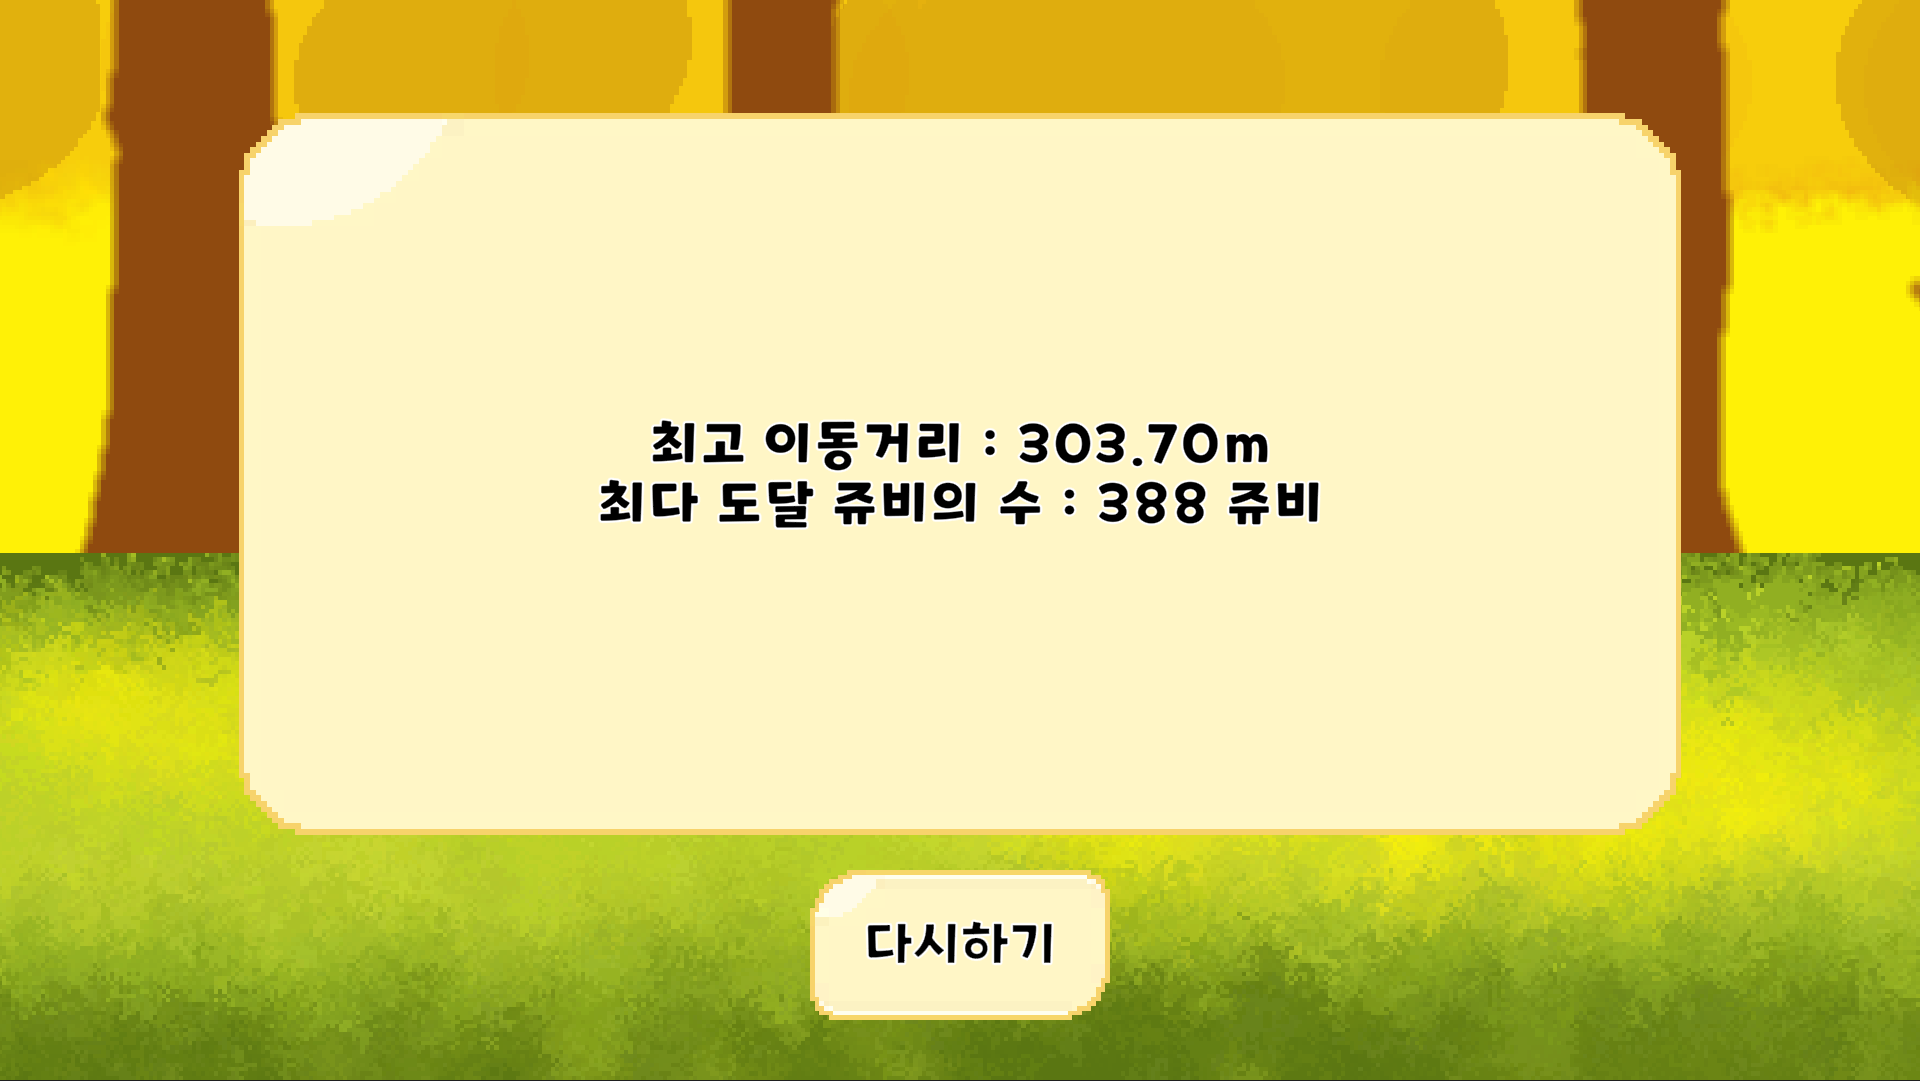 최고 이동거리 : 303.70m
최다 도달 쥬비의 수 : 388 쥬비
다시하기